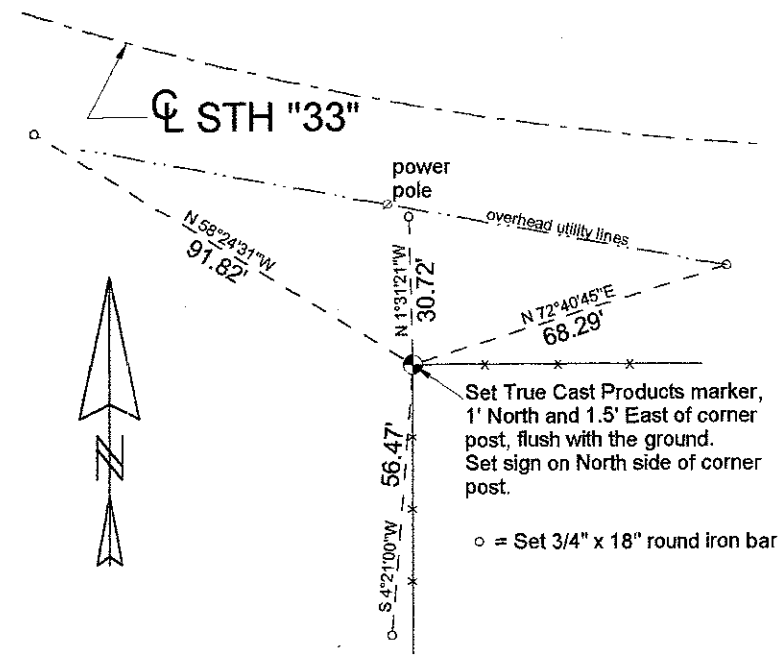 ℄ STH "33"
power
pole
overhead utility lines
N 58°24'31"W
91.82'
N 1°31'21"W
30.72'
N 72°40'45"E
68.29'
Set True Cast Products marker,
1' North and 1.5' East of corner
post, flush with the ground.
Set sign on North side of corner
post.
N
56.47'
S 4°21'00"W
o = Set 3/4" x 18" round iron bar